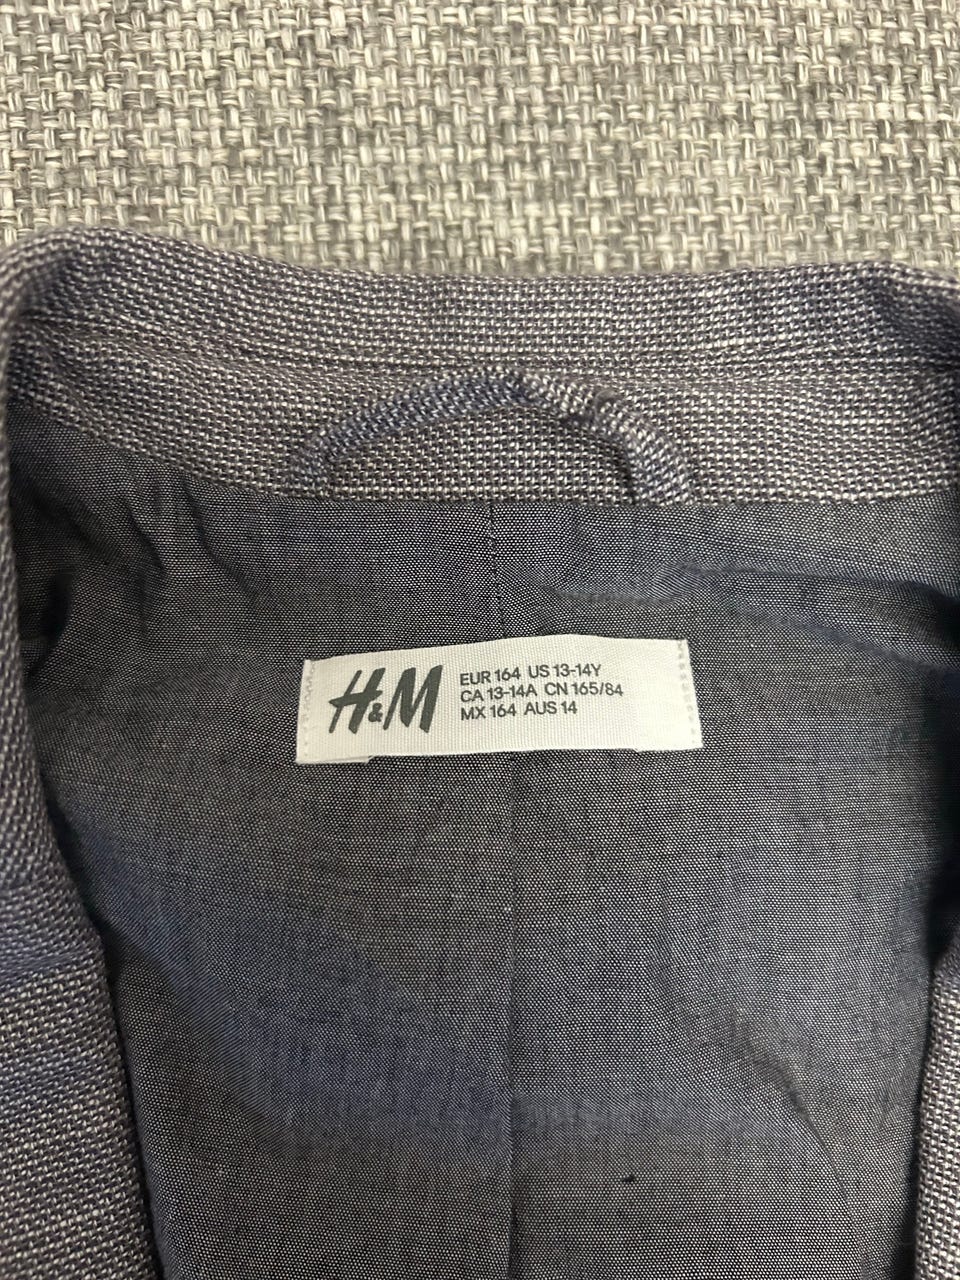 H&M
EUR 164 US 13-14Y
CA 13-14A CN 165/84
MX 164 AUS 14